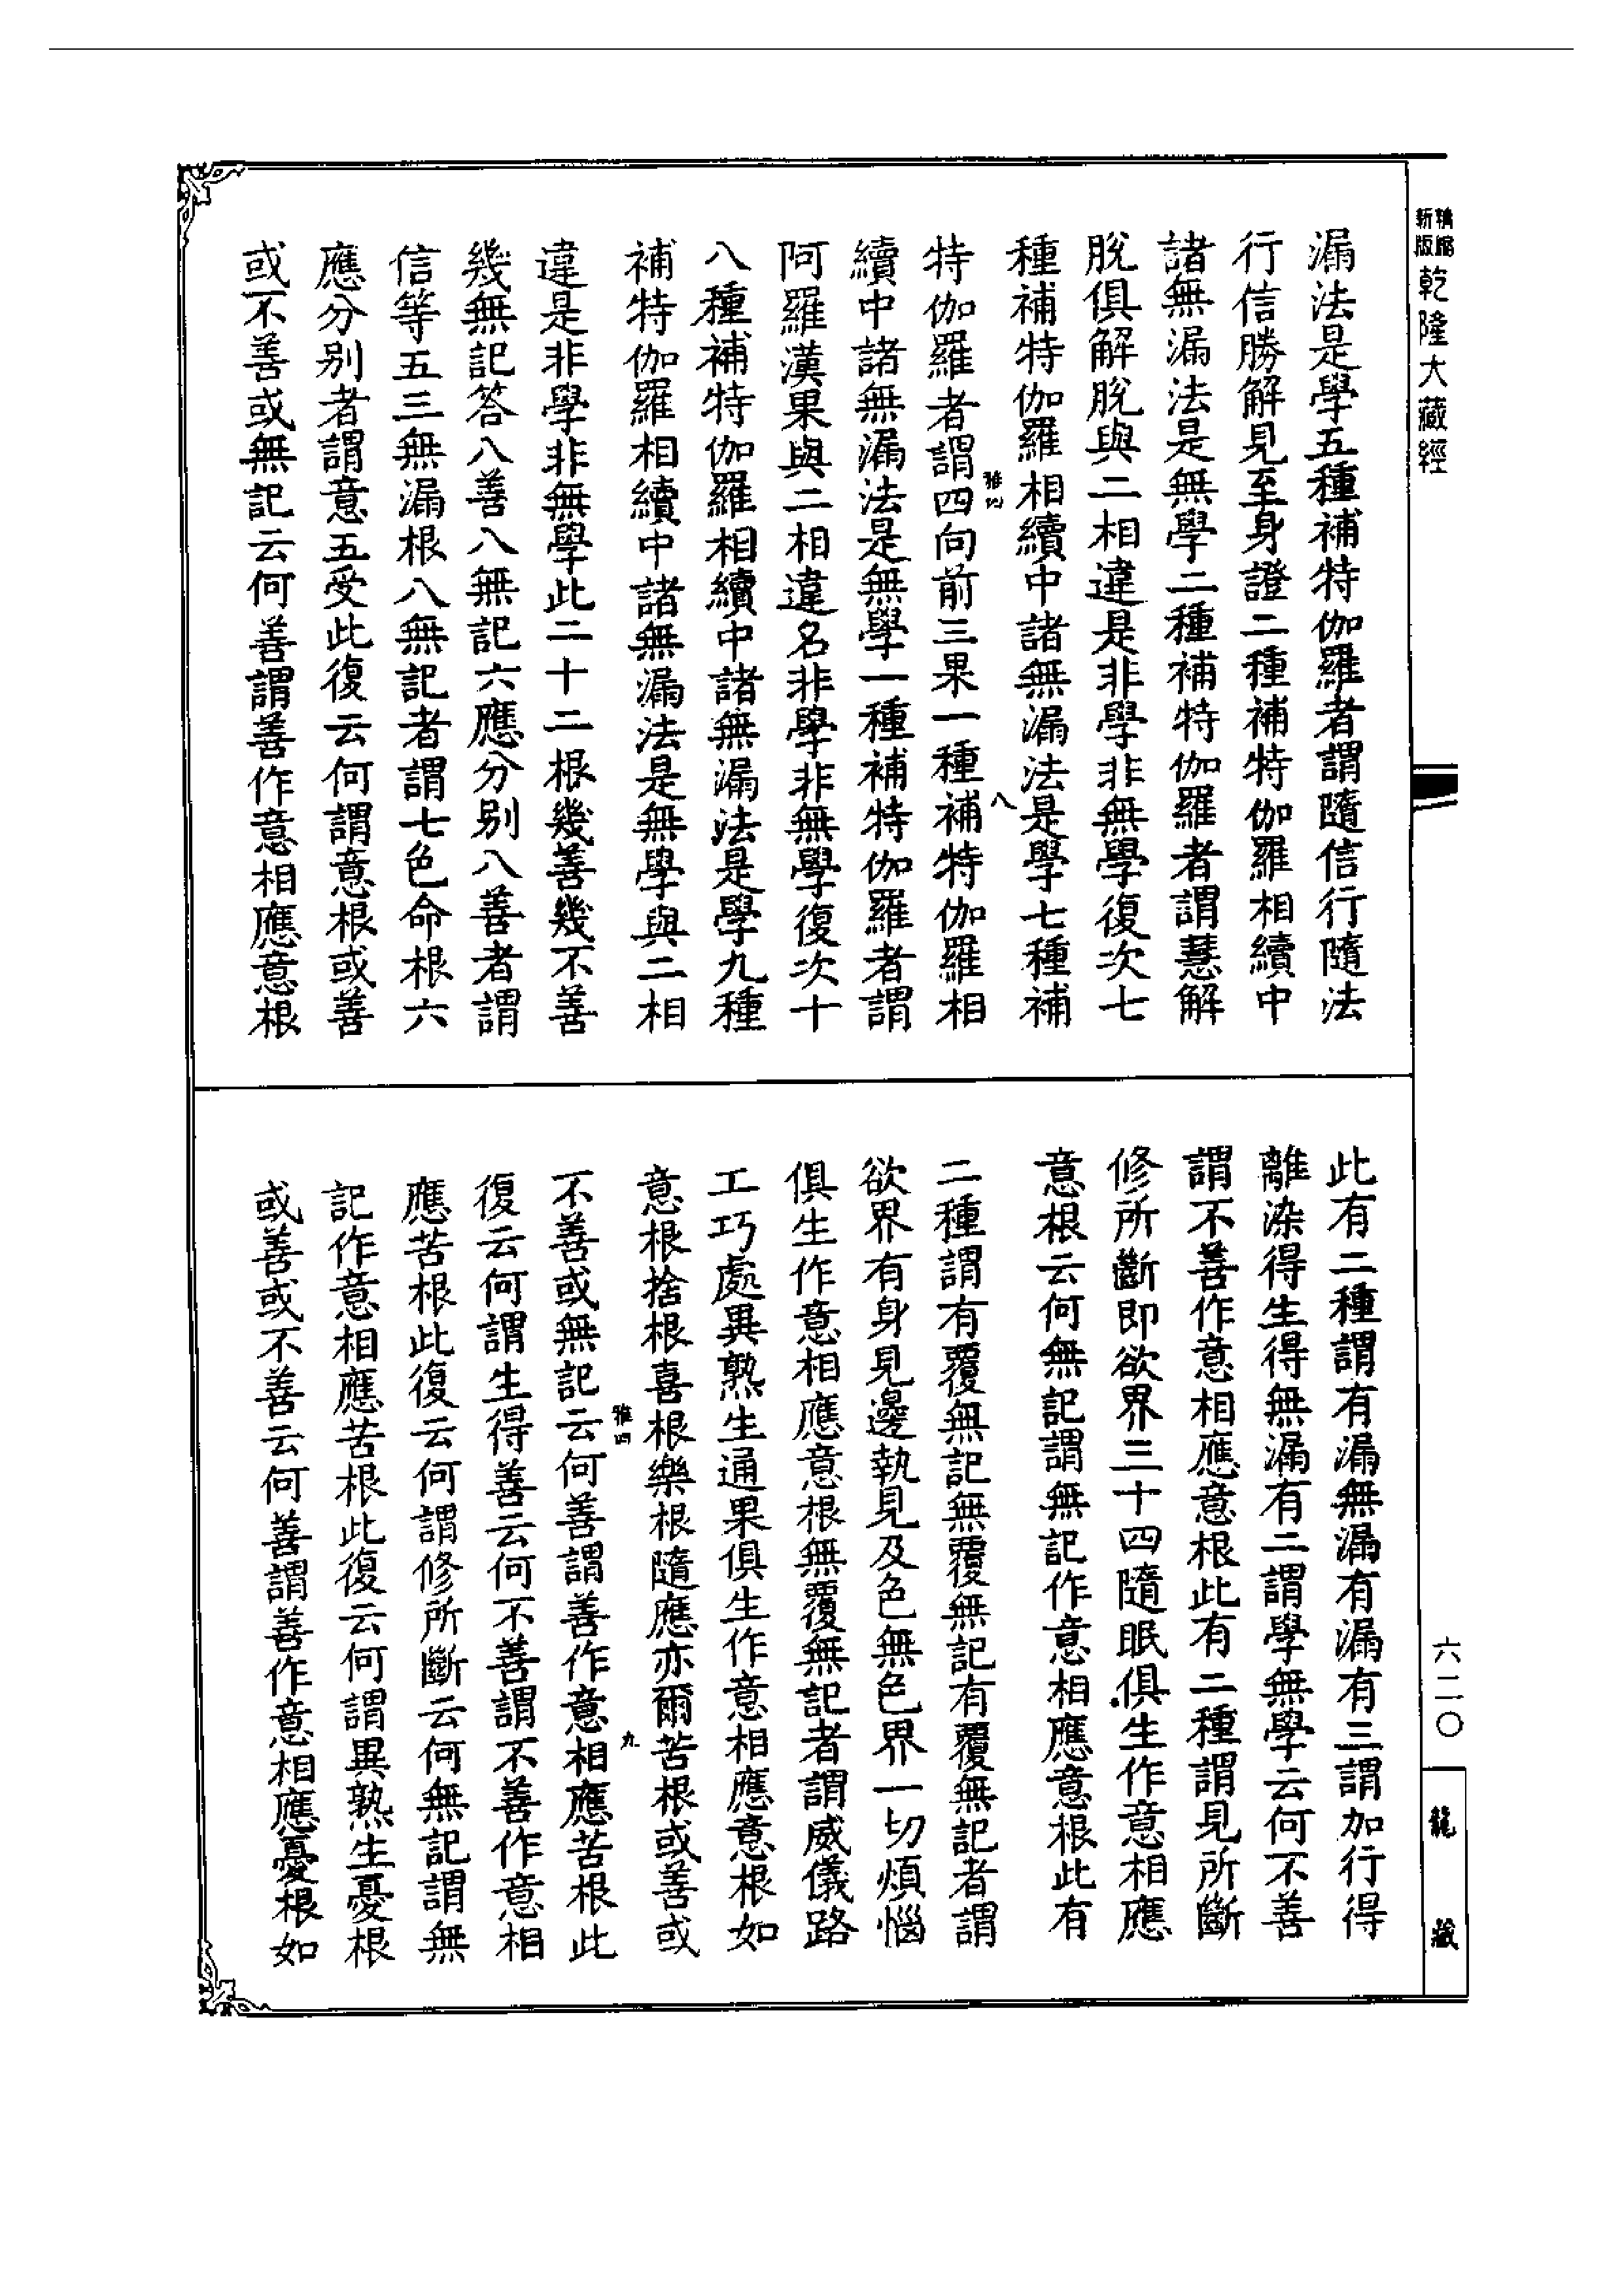 新版精縮乾隆大藏經
漏法是學五種補特伽羅者謂隨信行隨法
行信勝解見至身證二種補特伽羅相續中
諸無漏法是無學二種補特伽羅者謂慧解
脫俱解脫與二相違是非學非無學復次七
種補特伽羅相續中諸無漏法是學七種補
雅四
八
特伽羅者謂四向前三果一種補特伽羅相
續中諸無漏法是無學一種補特伽羅者謂
阿羅漢果與二相違名非學非無學復次十
八種補特伽羅相續中諸無漏法是學九種
補特伽羅相續中諸無漏法是無學與二相
違是非學非無學此二十二根幾善幾不善
幾無記答八善八無記六應分別八善者謂
信等五三無漏根八無記者謂七色命根六
應分別者謂意五受此復云何謂意根或善
或不善或無記云何善謂善作意相應意根
此有二種謂有漏無漏有漏有三謂加行得
離染得生得無漏有二謂學無學云何不善
謂不善作意相應意根此有二種謂見所斷
修所斷即欲界三十四隨眠俱生作意相應
意根云何無記謂無記作意相應意根此有
二種謂有覆無記無覆無記有覆無記者謂
欲界有身見邊執見及色無色界一切煩惱
俱生作意相應意根無覆無記者謂威儀路
工巧處異熟生通果俱生作意相應意根如
意根捨根喜根樂根隨應亦爾苦根或善或
雅四
九
不善或無記云何善謂善作意相應苦根此
復云何謂生得善云何不善謂不善作意相
應苦根此復云何謂修所斷云何無記謂無
記作意相應苦根此復云何謂異熟生憂根
或善或不善云何善謂善作意相應憂根如
六二〇
龍藏